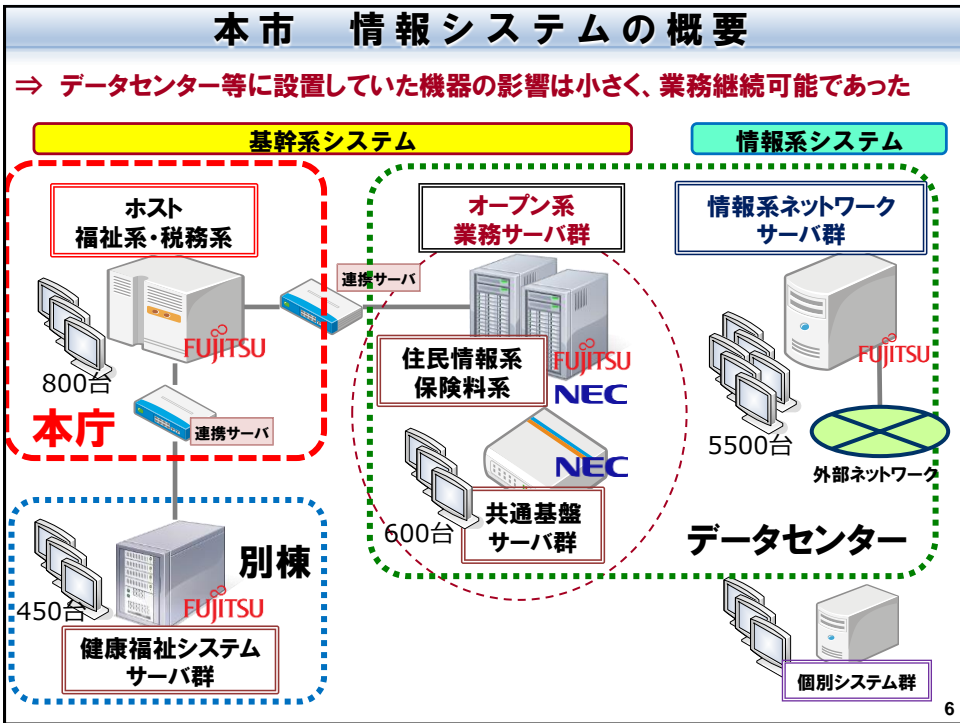 本市　情報システムの概要
⇒ データセンター等に設置していた機器の影響は小さく、業務継続可能であった
基幹系システム
情報系システム
ホスト
福祉系・税務系
オープン系
業務サーバ群
情報系ネットワーク
サーバ群
連携サーバ
FUJITSU
800台
本庁
連携サーバ
住民情報系
保険料系
FUJITSU
NEC
FUJITSU
5500台
外部ネットワーク
NEC
600台
共通基盤
サーバ群
データセンター
別棟
450台
FUJITSU
健康福祉システム
サーバ群
個別システム群
6